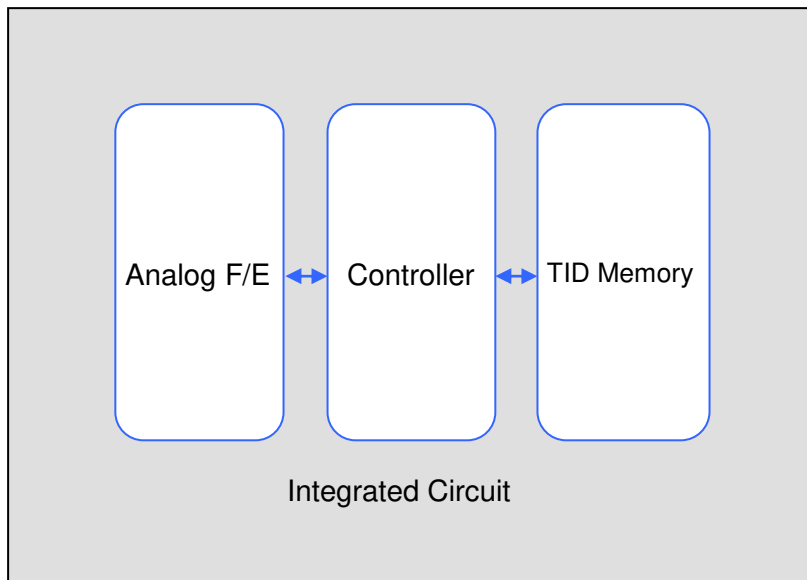 Analog F/E
Controller
TID Memory
Integrated Circuit